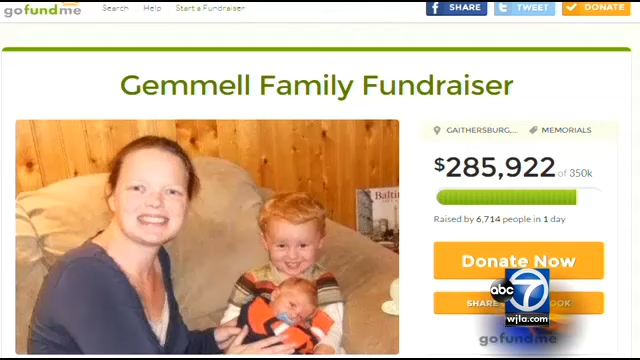 gofundme Search Help Start a Fundraiser SHARE TWEET DONATE
Gemmell Family Fundraiser
GAITHERSBURG,... MEMORIALS
$285,922 of 350k
Raised by 6,714 people in 1 day
Donate Now
SHARE OOK
abc 7
wjla.com
gofundme